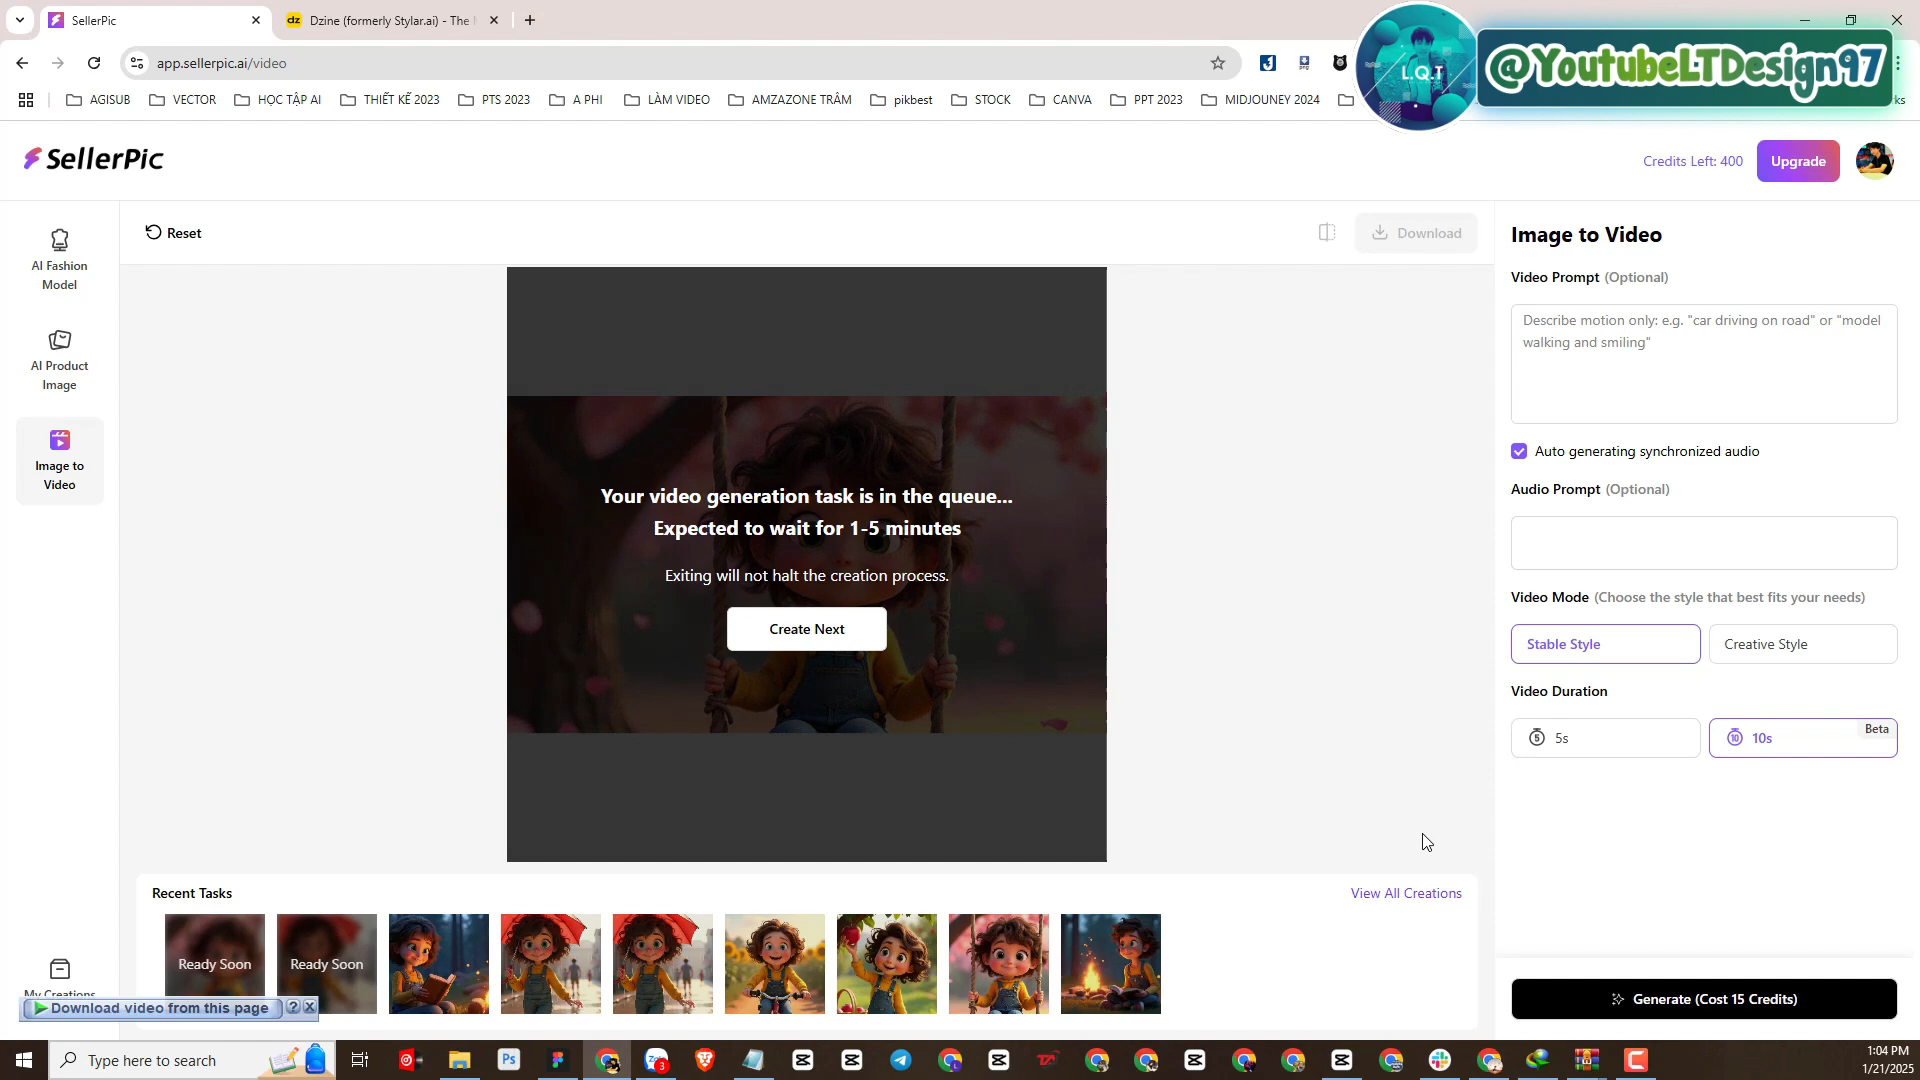 SellerPic
Dzine (formerly Stylar.ai) - The
app.sellerpic.ai/video
AGISUB
VECTOR
HỌC TẬP AI
THIẾT KẾ 2023
PTS 2023
A PHI
LÀM VIDEO
AMZAZONE TRÂM
pikbest
STOCK
CANVA
PPT 2023
MIDJOUNEY 2024
L.Q.T
@YoutubeLTDesign97
SellerPic
Credits Left: 400
Upgrade
AI Fashion
Model
AI Product
Image
Image to
Video
My Creations
Reset
Download
Your video generation task is in the queue...
Expected to wait for 1-5 minutes
Exiting will not halt the creation process.
Create Next
Recent Tasks
View All Creations
Ready Soon
Ready Soon
Image to Video
Video Prompt (Optional)
Describe motion only: e.g. "car driving on road" or "model
walking and smiling"
Auto generating synchronized audio
Audio Prompt (Optional)
Video Mode (Choose the style that best fits your needs)
Stable Style
Creative Style
Video Duration
5s
10s
Beta
Generate (Cost 15 Credits)
Download video from this page
Type here to search
1:04 PM
1/21/2025